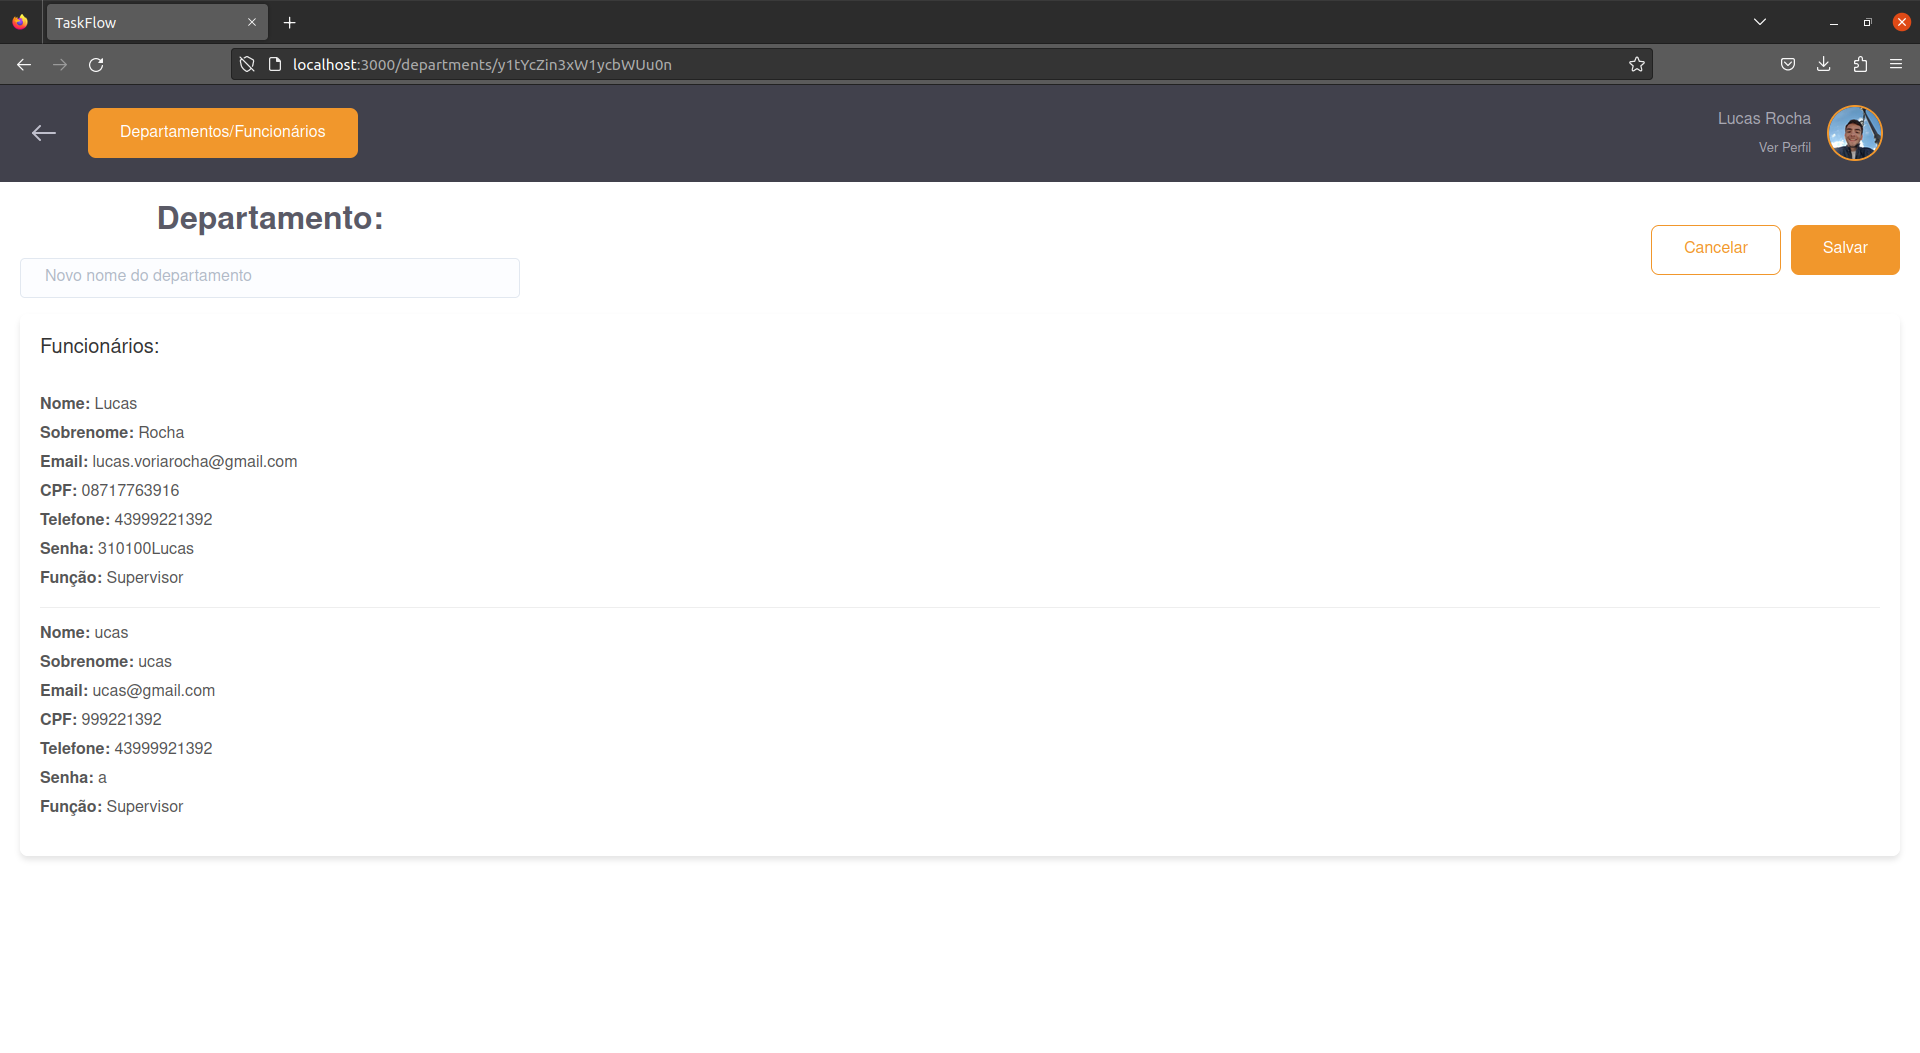 TaskFlow
localhost:3000/departments/y1tYcZin3xW1ycbWUu0n
Departamentos/Funcionários
Lucas Rocha
Ver Perfil
Departamento:
Cancelar
Salvar
Novo nome do departamento
Funcionários:
Nome: Lucas
Sobrenome: Rocha
Email: lucas.voriarocha@gmail.com
CPF: 08717763916
Telefone: 43999221392
Senha: 310100Lucas
Função: Supervisor
Nome: ucas
Sobrenome: ucas
Email: ucas@gmail.com
CPF: 999221392
Telefone: 43999921392
Senha: a
Função: Supervisor